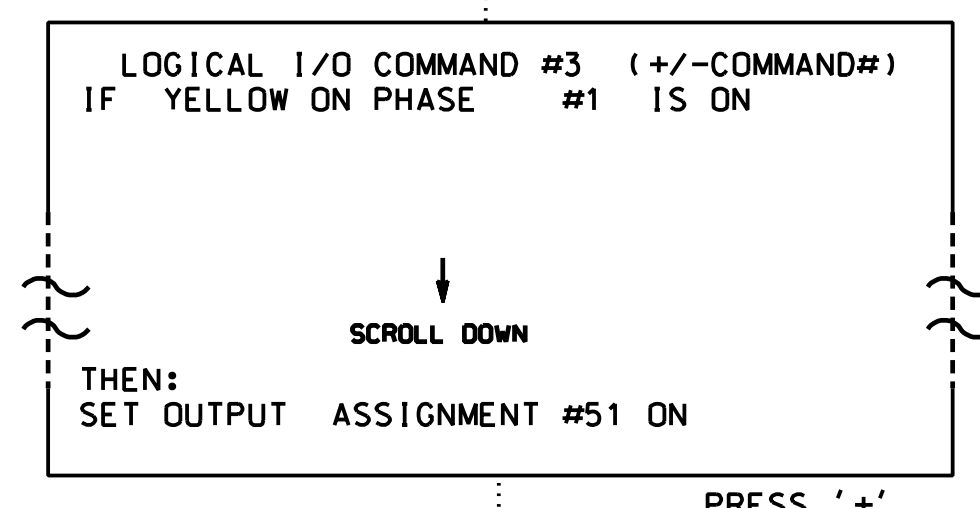 LOGICAL I/O COMMAND #3 (+/-COMMAND#)
IF YELLOW ON PHASE #1 IS ON
SCROLL DOWN
THEN:
SET OUTPUT ASSIGNMENT #51 ON
PRESS '+'